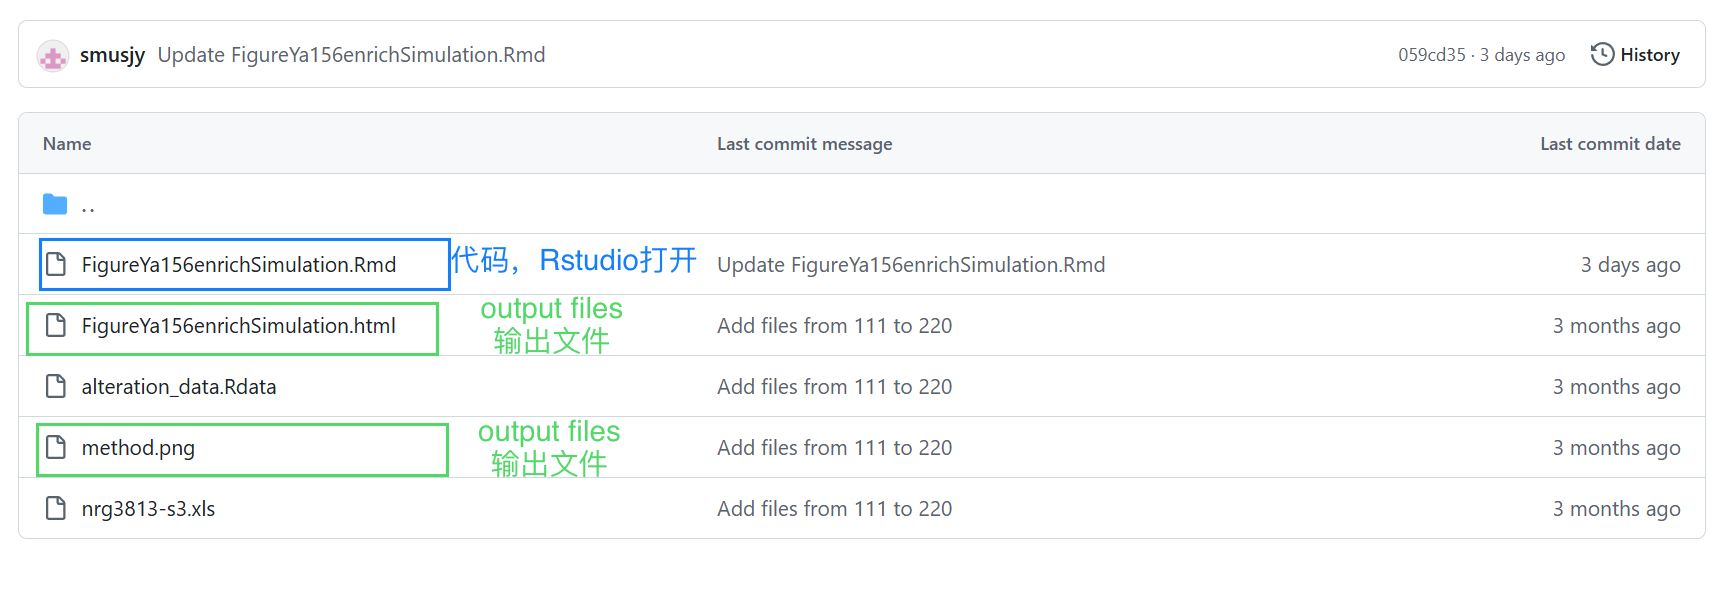 smusjy Update FigureYa156enrichSimulation.Rmd 059cd35 · 3 days ago History
Name Last commit message Last commit date
..
FigureYa156enrichSimulation.Rmd 代码，Rstudio打开 Update FigureYa156enrichSimulation.Rmd 3 days ago
output files
FigureYa156enrichSimulation.html 输出文件 Add files from 111 to 220 3 months ago
alteration_data.Rdata Add files from 111 to 220 3 months ago
output files
method.png 输出文件 Add files from 111 to 220 3 months ago
nrg3813-s3.xls Add files from 111 to 220 3 months ago